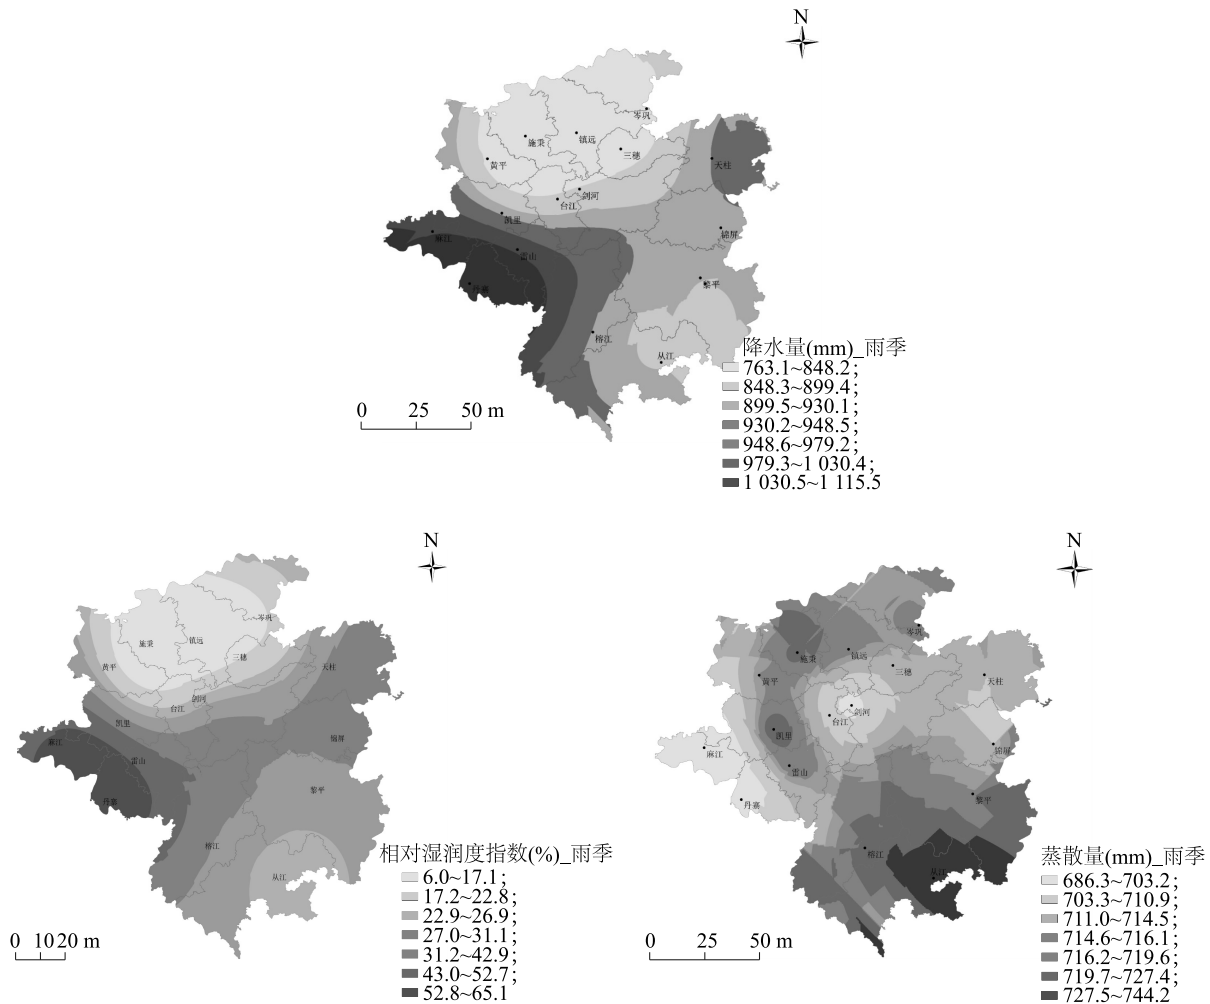 N
岑巩
施秉
镇远
三穗
黄平
天柱
剑河
台江
凯里
麻江
锦屏
雷山
丹寨
黎平
榕江
从江
降水量(mm)_雨季
763.1~848.2;
848.3~899.4;
899.5~930.1;
930.2~948.5;
948.6~979.2;
979.3~1 030.4;
1 030.5~1 115.5
0 25 50 m
N
岑巩
施秉
镇远
三穗
黄平
天柱
剑河
台江
凯里
麻江
锦屏
雷山
黎平
丹寨
榕江
从江
相对湿润度指数(%)_雨季
6.0~17.1;
17.2~22.8;
22.9~26.9;
27.0~31.1;
31.2~42.9;
43.0~52.7;
52.8~65.1
0 10 20 m
N
岑巩
施秉
镇远
三穗
黄平
天柱
剑河
台江
凯里
麻江
锦屏
雷山
丹寨
黎平
榕江
从江
蒸散量(mm)_雨季
686.3~703.2;
703.3~710.9;
711.0~714.5;
714.6~716.1;
716.2~719.6;
719.7~727.4;
727.5~744.2
0 25 50 m